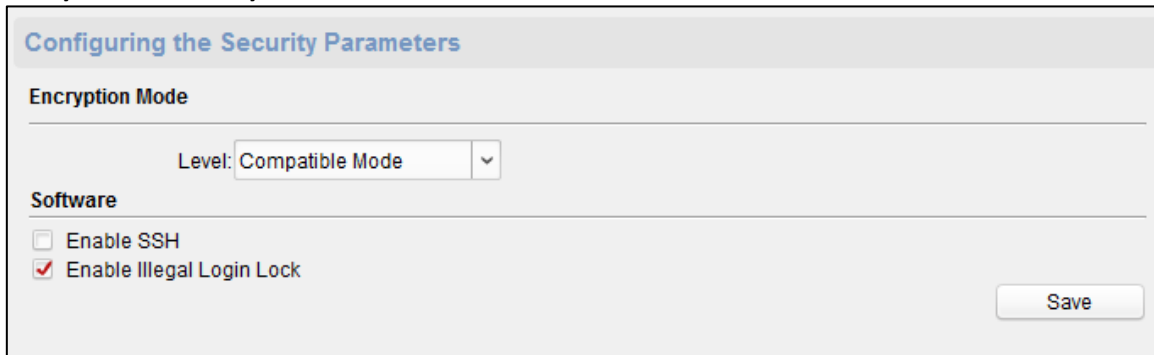 Configuring the Security Parameters
Encryption Mode
Level: Compatible Mode
Software
Enable SSH
Enable Illegal Login Lock
Save